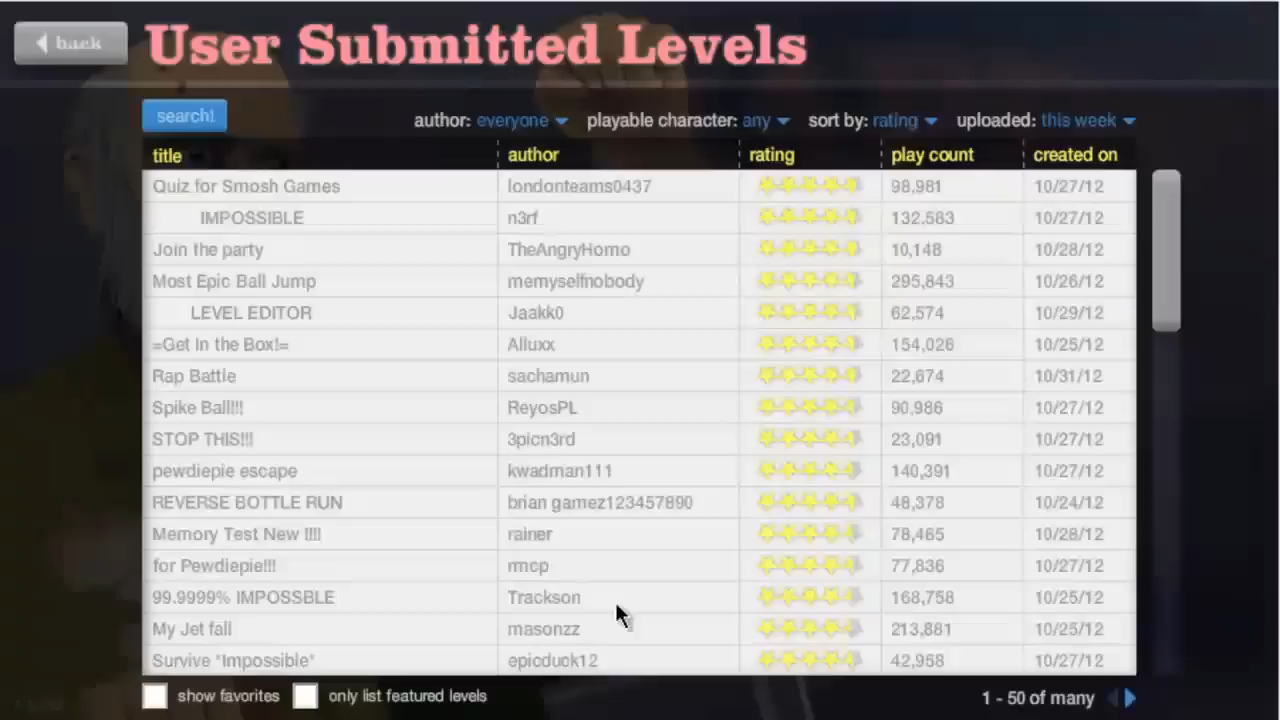 back
User Submitted Levels
search!
author: everyone playable character: any sort by: rating uploaded: this week
title author rating play count created on
Quiz for Smosh Games londonteams0437 98,981 10/27/12
IMPOSSIBLE n3rf 132,583 10/27/12
Join the party TheAngryHomo 10,148 10/28/12
Most Epic Ball Jump memyselfnobody 295,843 10/26/12
LEVEL EDITOR Jaakk0 62,574 10/29/12
=Get In the Box!= Alluxx 154,026 10/25/12
Rap Battle sachamun 22,674 10/31/12
Spike Ball!!! ReyosPL 90,986 10/27/12
STOP THIS!!! 3picn3rd 23,091 10/27/12
pewdiepie escape kwadman111 140,391 10/27/12
REVERSE BOTTLE RUN brian gamez123457890 48,378 10/24/12
Memory Test New !!!! rainer 78,465 10/28/12
for Pewdiepie!!! rmcp 77,836 10/27/12
99.9999% IMPOSSBLE Trackson 168,758 10/25/12
My Jet fall masonzz 213,881 10/25/12
Survive "Impossible" epicduck12 42,958 10/27/12
show favorites only list featured levels 1 - 50 of many